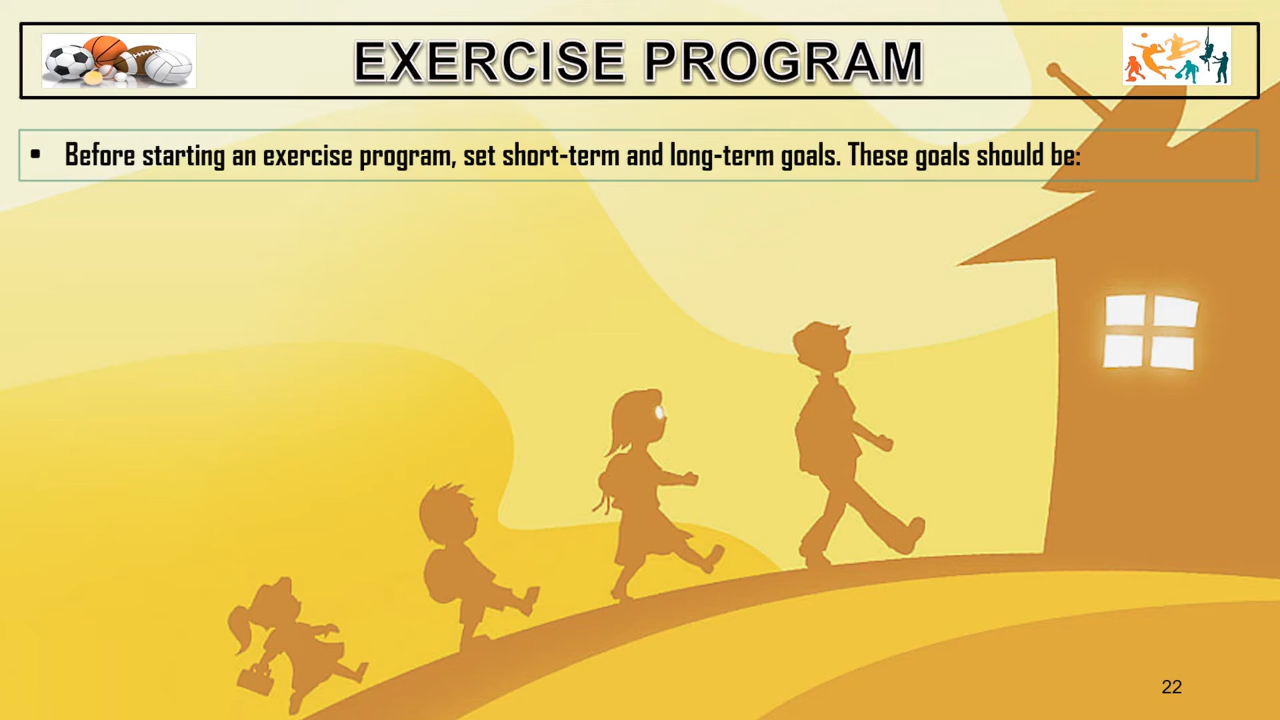 EXERCISE PROGRAM
• Before starting an exercise program, set short-term and long-term goals. These goals should be:
22